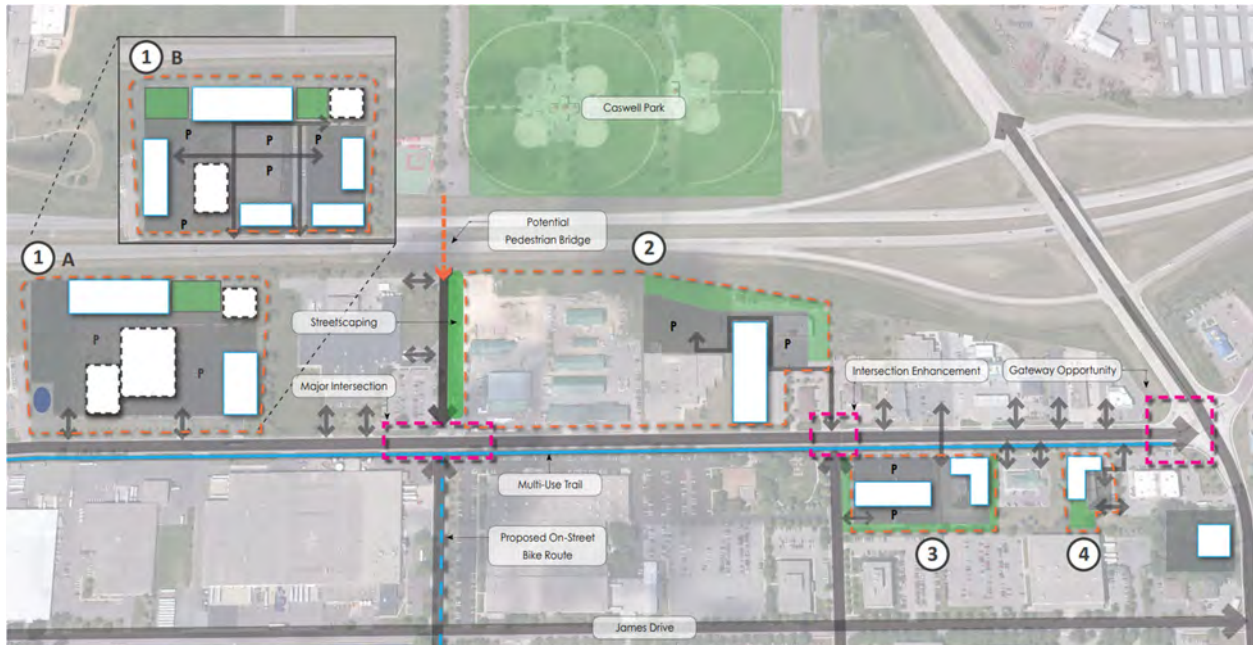 1 B
Caswell Park
P
P
P
P
P
Potential
Pedestrian Bridge
2
1 A
Streetscaping
P
P
P
P
Major Intersection
Intersection Enhancement
Gateway Opportunity
P
P
Multi-Use Trail
Proposed On-Street
Bike Route
3
4
James Drive